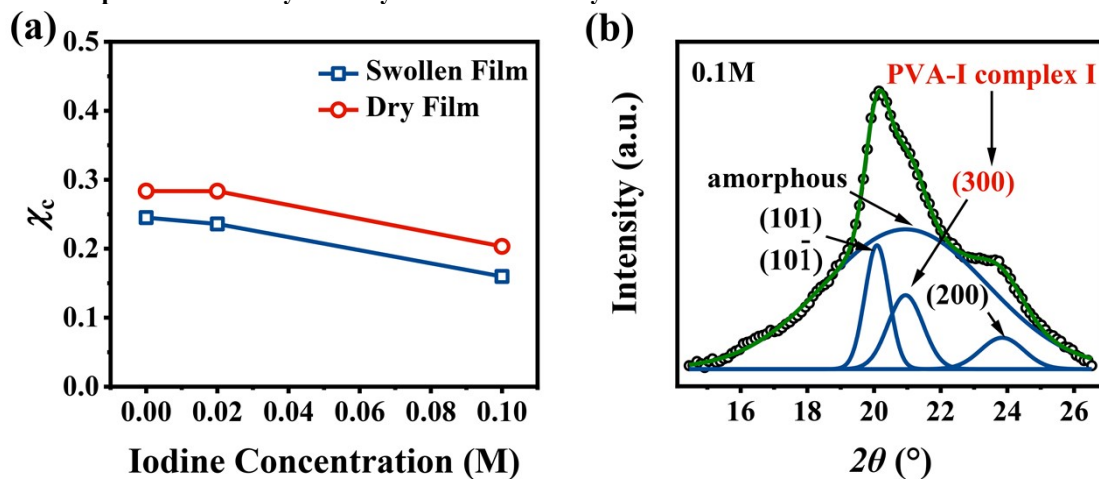 (a)
0.5
0.4
0.3
0.2
0.1
0.0
χc
Swollen Film
Dry Film
0.00 0.02 0.04 0.06 0.08 0.10
Iodine Concentration (M)
(b)
0.1M
PVA-I complex I
(300)
amorphous
(101)
(101̄)
(200)
Intensity (a.u.)
16 18 20 22 24 26
2θ (°)